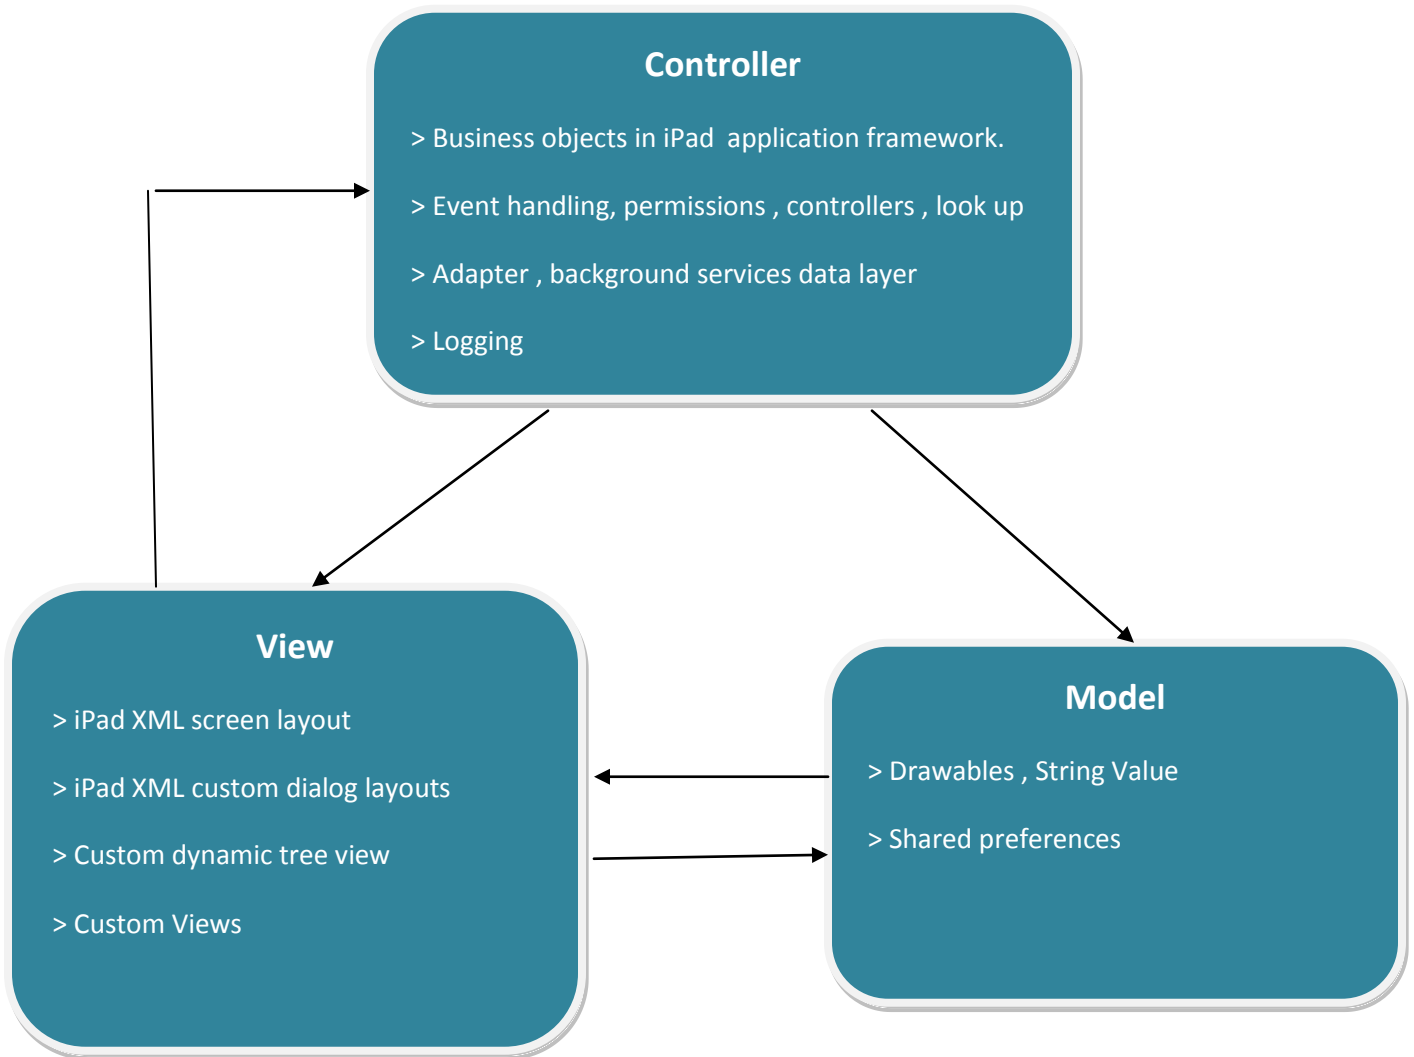 Controller
> Business objects in iPad  application framework.
> Event handling, permissions , controllers , look up
> Adapter , background services data layer
> Logging
View
> iPad XML screen layout
> iPad XML custom dialog layouts
> Custom dynamic tree view
> Custom Views
Model
> Drawables , String Value
> Shared preferences